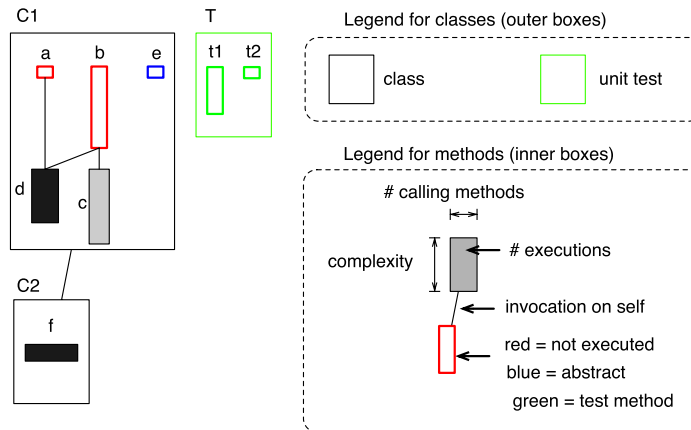 C1
T
a
b
e
t1
t2
d
c
C2
f
Legend for classes (outer boxes)
class
unit test
Legend for methods (inner boxes)
# calling methods
# executions
complexity
invocation on self
red = not executed
blue = abstract
green = test method